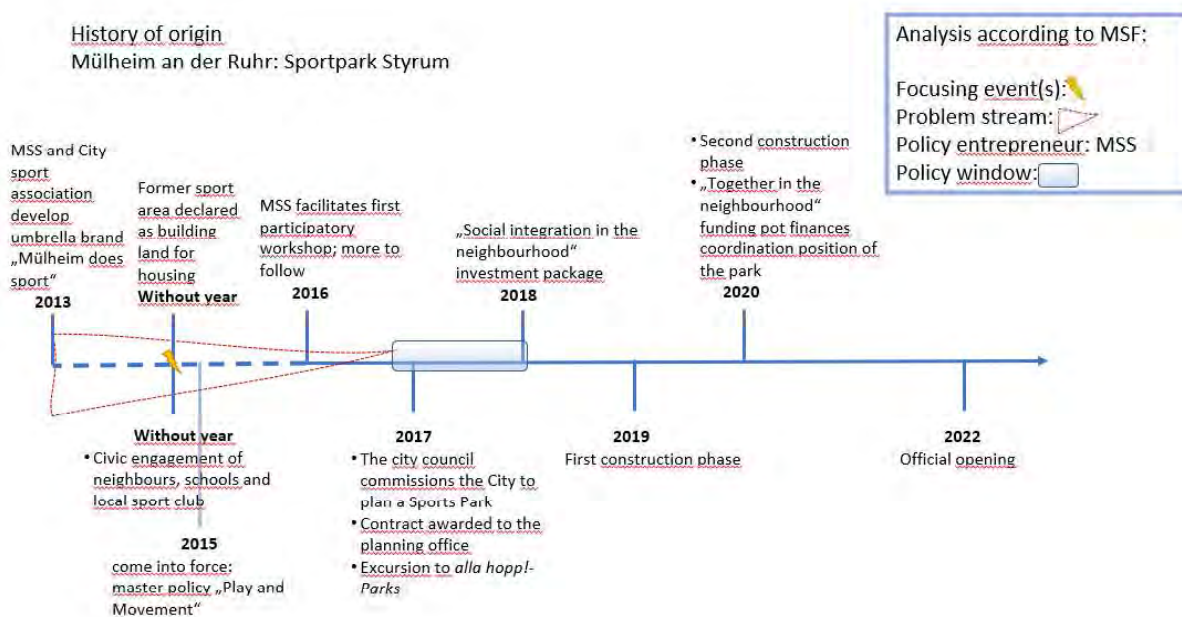 History of origin
Mülheim an der Ruhr: Sportpark Styrum
Analysis according to MSF:
Focusing event(s):
Problem stream:
Policy entrepreneur: MSS
Policy window:
MSS and City
sport
association
develop
umbrella brand
„Mülheim does
sport“
2013
Former sport
area declared
as building
land for
housing
Without year
MSS facilitates first
participatory
workshop; more to
follow
2016
„Social integration in the
neighbourhood“
investment package
2018
• Second construction
phase
• „Together in the
neighbourhood“
funding pot finances
coordination position of
the park
2020
Without year
• Civic engagement of
neighbours, schools and
local sport club
2015
come into force:
master policy „Play and
Movement“
2017
• The city council
commissions the City to
plan a Sports Park
• Contract awarded to the
planning office
• Excursion to alla hopp!-
Parks
2019
First construction phase
2022
Official opening